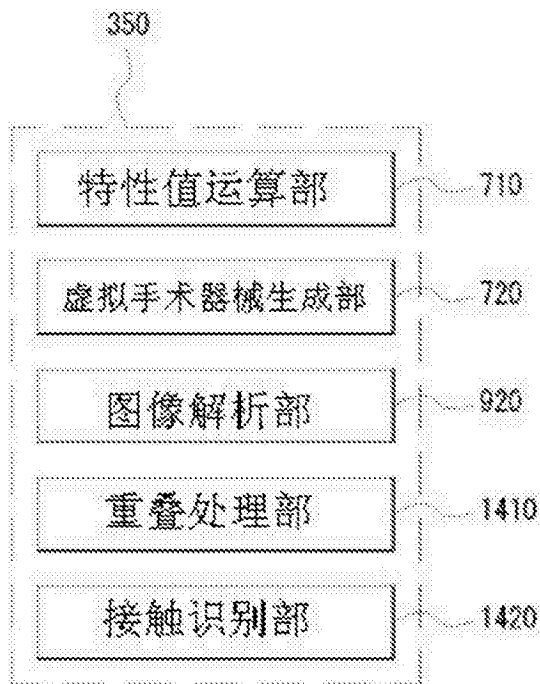 350
特性值运算部 710
虚拟手术器械生成部 720
图像解析部 920
重叠处理部 1410
接触识别部 1420